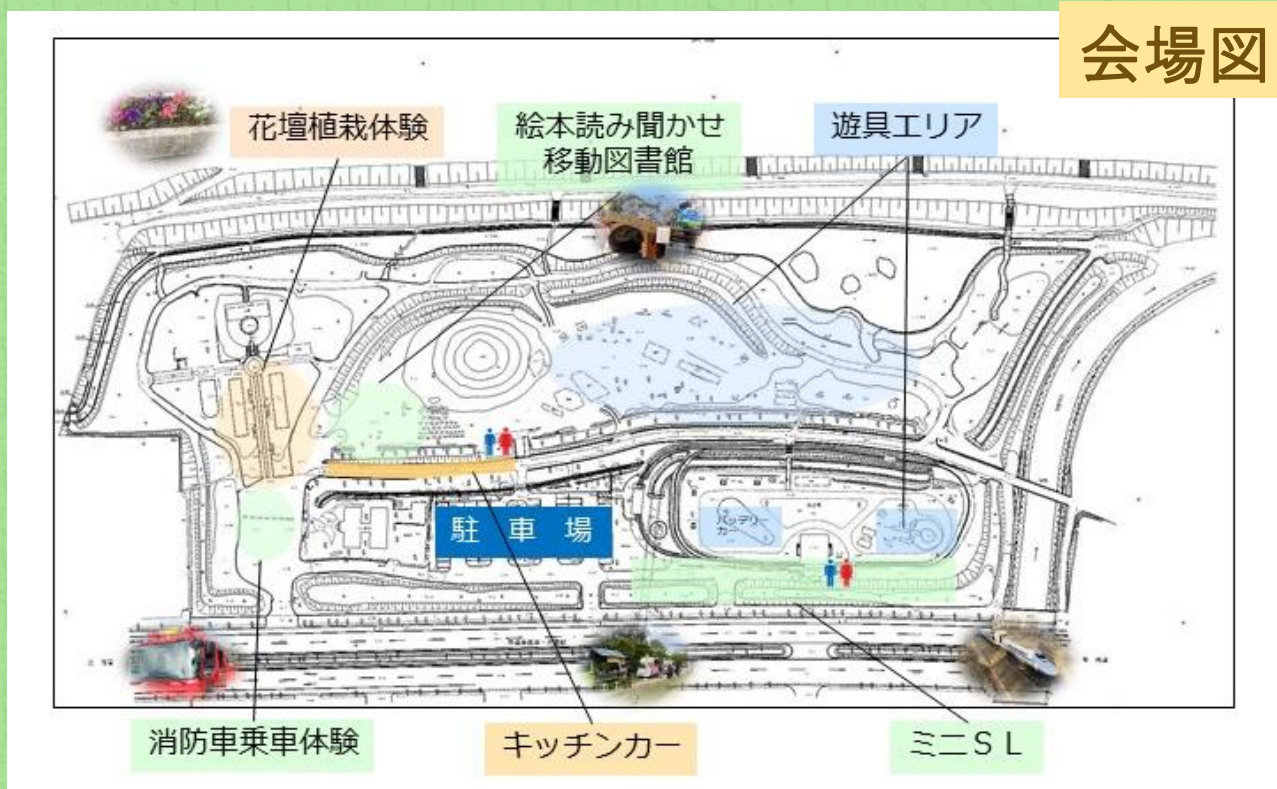 会場図
花壇植栽体験
絵本読み聞かせ
移動図書館
遊具エリア
駐車場
バッテリー
カー
消防車乗車体験
キッチンカー
ミニSL